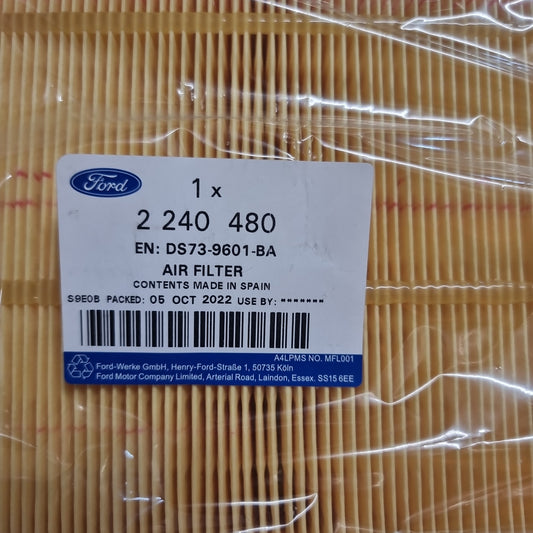 Ford
1 x
2 240 480
EN: DS73-9601-BA
AIR FILTER
CONTENTS MADE IN SPAIN
S9E0B PACKED: 05 OCT 2022 USE BY: -------
A4LPMS NO. MFL001
Ford-Werke GmbH, Henry-Ford-Straße 1, 50735 Köln
Ford Motor Company Limited, Arterial Road, Laindon, Essex. SS15 6EE